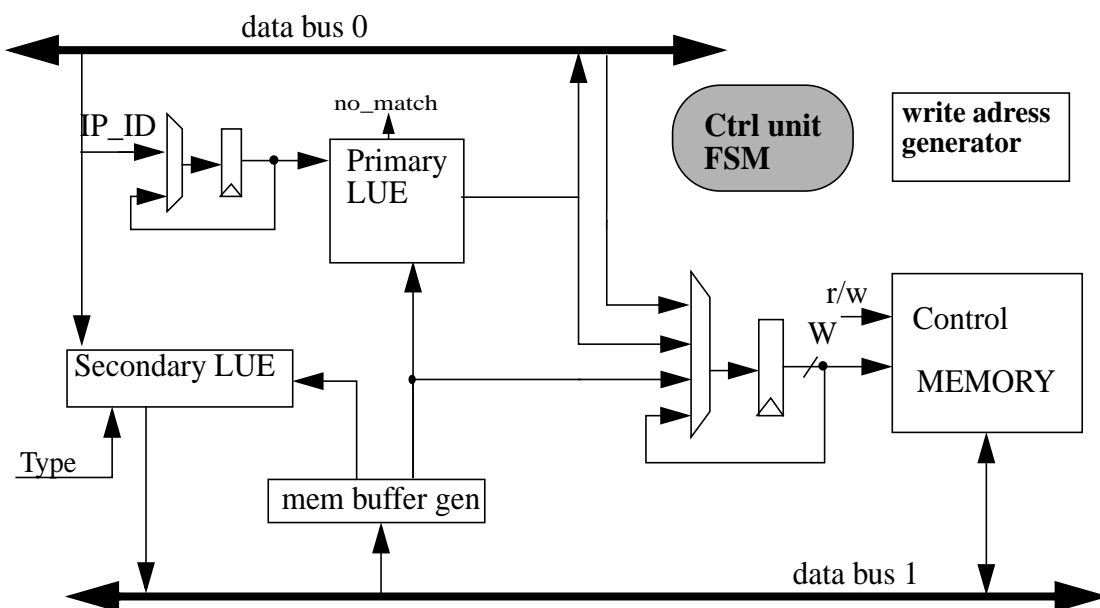 data bus 0
no_match
IP_ID
Ctrl unit
FSM
write adress
generator
Primary
LUE
r/w
Control
W
MEMORY
Secondary LUE
Type
mem buffer gen
data bus 1